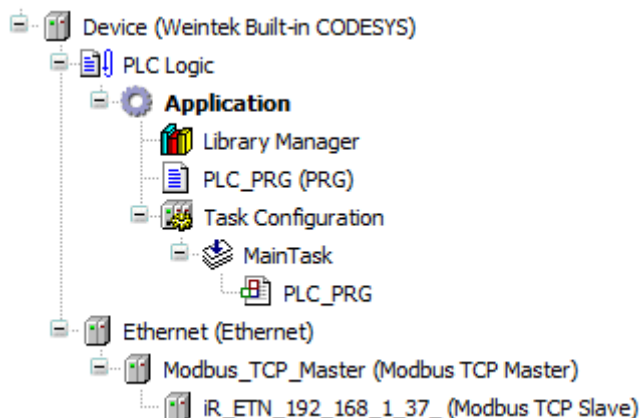 Device (Weintek Built-in CODESYS)
PLC Logic
Application
Library Manager
PLC_PRG (PRG)
Task Configuration
MainTask
PLC_PRG
Ethernet (Ethernet)
Modbus_TCP_Master (Modbus TCP Master)
iR_ETN_192_168_1_37_ (Modbus TCP Slave)